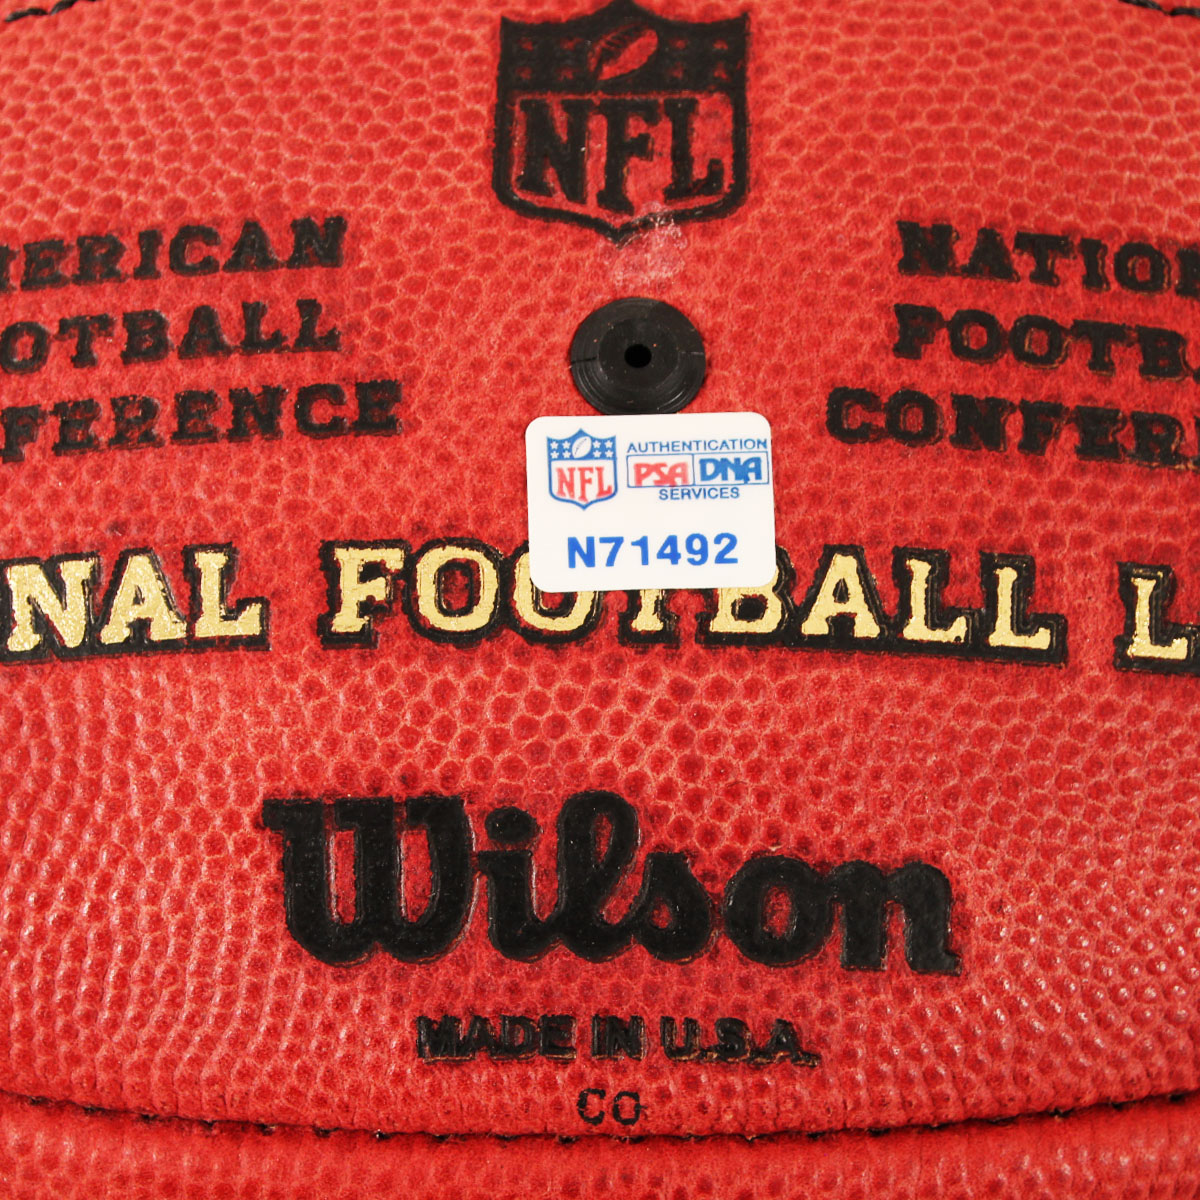 NFL
ERICAN
OTBALL
FERENCE
NATIO
FOOTB
CONFER
NFL
AUTHENTICATION
PSA DNA
SERVICES
N71492
NAL FOOTBALL L
Wilson
MADE IN U.S.A.
CO